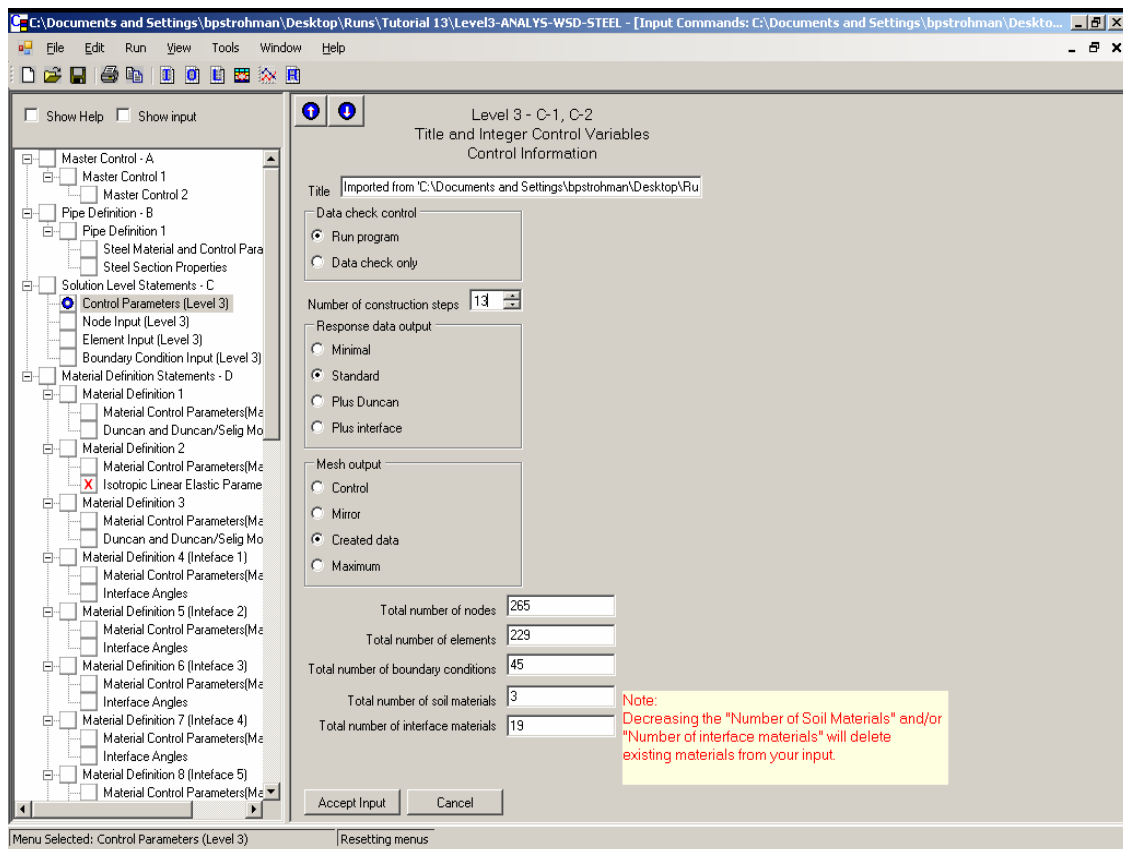 C:\Documents and Settings\bpstrohman\Desktop\Runs\Tutorial 13\Level3-ANALYS-WSD-STEEL - [Input Commands: C:\Documents and Settings\bpstrohman\Deskto...
File Edit Run View Tools Window Help
Show Help Show input
Master Control - A
Master Control 1
Master Control 2
Pipe Definition - B
Pipe Definition 1
Steel Material and Control Para
Steel Section Properties
Solution Level Statements - C
Control Parameters (Level 3)
Node Input (Level 3)
Element Input (Level 3)
Boundary Condition Input (Level 3)
Material Definition Statements - D
Material Definition 1
Material Control Parameters(Ma
Duncan and Duncan/Selig Mo
Material Definition 2
Material Control Parameters(Ma
Isotropic Linear Elastic Parame
Material Definition 3
Material Control Parameters(Ma
Duncan and Duncan/Selig Mo
Material Definition 4 (Inteface 1)
Material Control Parameters(Ma
Interface Angles
Material Definition 5 (Inteface 2)
Material Control Parameters(Ma
Interface Angles
Material Definition 6 (Inteface 3)
Material Control Parameters(Ma
Interface Angles
Material Definition 7 (Inteface 4)
Material Control Parameters(Ma
Interface Angles
Material Definition 8 (Inteface 5)
Material Control Parameters(Ma
Level 3 - C-1, C-2
Title and Integer Control Variables
Control Information
Title Imported from 'C:\Documents and Settings\bpstrohman\Desktop\Ru
Data check control
Run program
Data check only
Number of construction steps 13
Response data output
Minimal
Standard
Plus Duncan
Plus interface
Mesh output
Control
Mirror
Created data
Maximum
Total number of nodes 265
Total number of elements 229
Total number of boundary conditions 45
Total number of soil materials 3
Total number of interface materials 19
Note:
Decreasing the "Number of Soil Materials" and/or
"Number of interface materials" will delete
existing materials from your input.
Accept Input Cancel
Menu Selected: Control Parameters (Level 3) Resetting menus